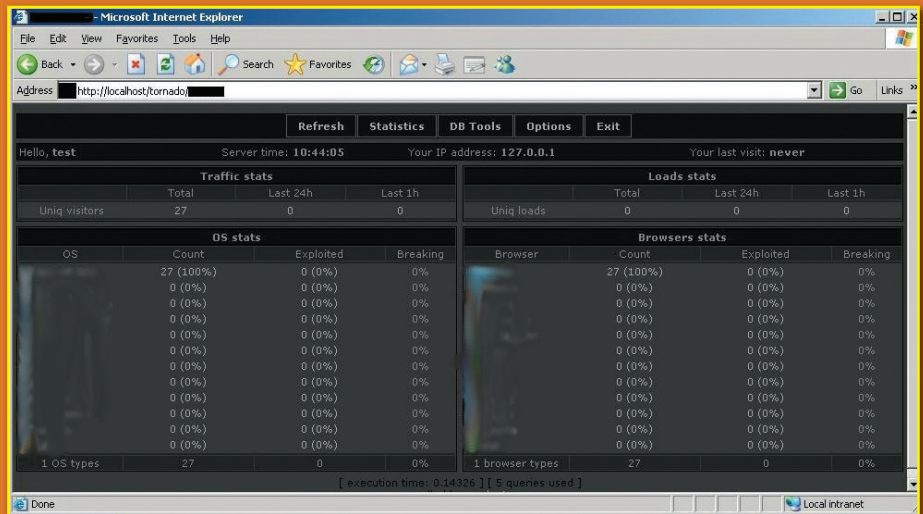 - Microsoft Internet Explorer
File Edit View Favorites Tools Help
Back Search Favorites
Address http://localhost/tornado/ Go Links »
Refresh Statistics DB Tools Options Exit
Hello, test Server time: 10:44:05 Your IP address: 127.0.0.1 Your last visit: never
Traffic stats
Total Last 24h Last 1h
Uniq visitors 27 0 0
Loads stats
Total Last 24h Last 1h
Uniq loads 0 0 0
OS stats
OS Count Exploited Breaking
27 (100%) 0 (0%) 0%
0 (0%) 0 (0%) 0%
0 (0%) 0 (0%) 0%
0 (0%) 0 (0%) 0%
0 (0%) 0 (0%) 0%
0 (0%) 0 (0%) 0%
0 (0%) 0 (0%) 0%
0 (0%) 0 (0%) 0%
0 (0%) 0 (0%) 0%
0 (0%) 0 (0%) 0%
0 (0%) 0 (0%) 0%
0 (0%) 0 (0%) 0%
1 OS types 27 0 0%
Browsers stats
Browser Count Exploited Breaking
27 (100%) 0 (0%) 0%
0 (0%) 0 (0%) 0%
0 (0%) 0 (0%) 0%
0 (0%) 0 (0%) 0%
0 (0%) 0 (0%) 0%
0 (0%) 0 (0%) 0%
0 (0%) 0 (0%) 0%
0 (0%) 0 (0%) 0%
0 (0%) 0 (0%) 0%
0 (0%) 0 (0%) 0%
0 (0%) 0 (0%) 0%
0 (0%) 0 (0%) 0%
1 browser types 27 0 0%
[ execution time: 0.14326 ] [ 5 queries used ]
Done Local intranet